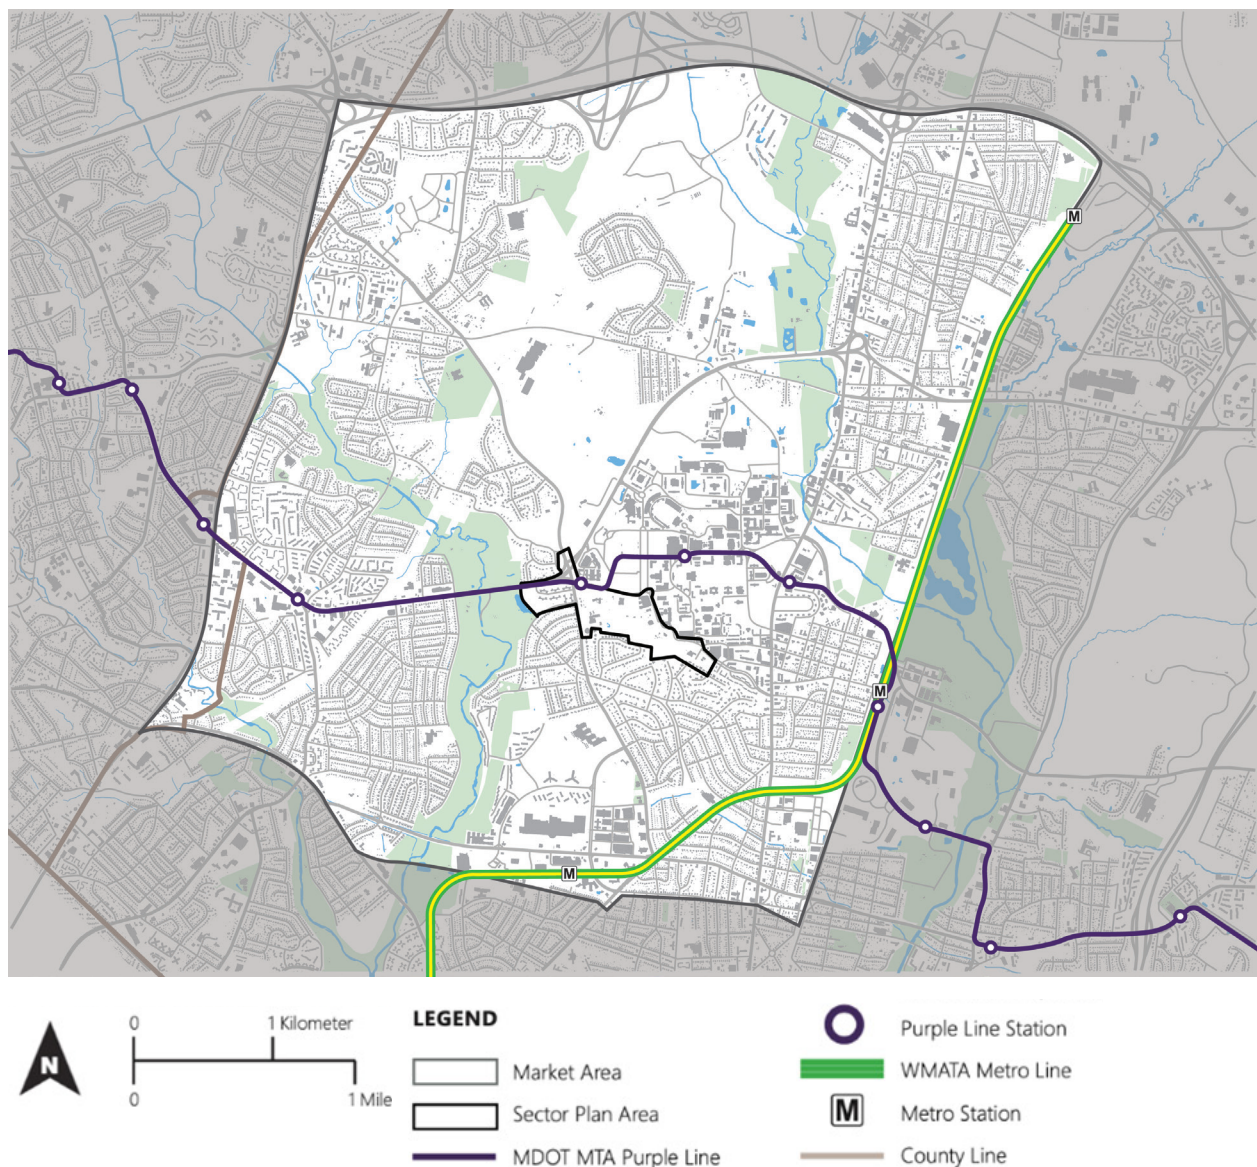 M
M
M
N
0
1 Kilometer
0
1 Mile
LEGEND
Market Area
Sector Plan Area
MDOT MTA Purple Line
Purple Line Station
WMATA Metro Line
M
Metro Station
County Line